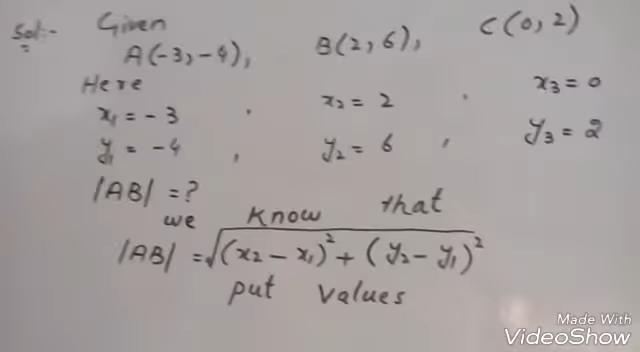 Sol:- Given
A(-3,-4), B(2,6), C(0,2)
Here
x₁ = -3 , x₂ = 2 , x₃ = 0
y₁ = -4 , y₂ = 6 , y₃ = 2
|AB| = ?
we know that
|AB| = √(x₂ - x₁)² + (y₂ - y₁)²
put values
Made With
VideoShow